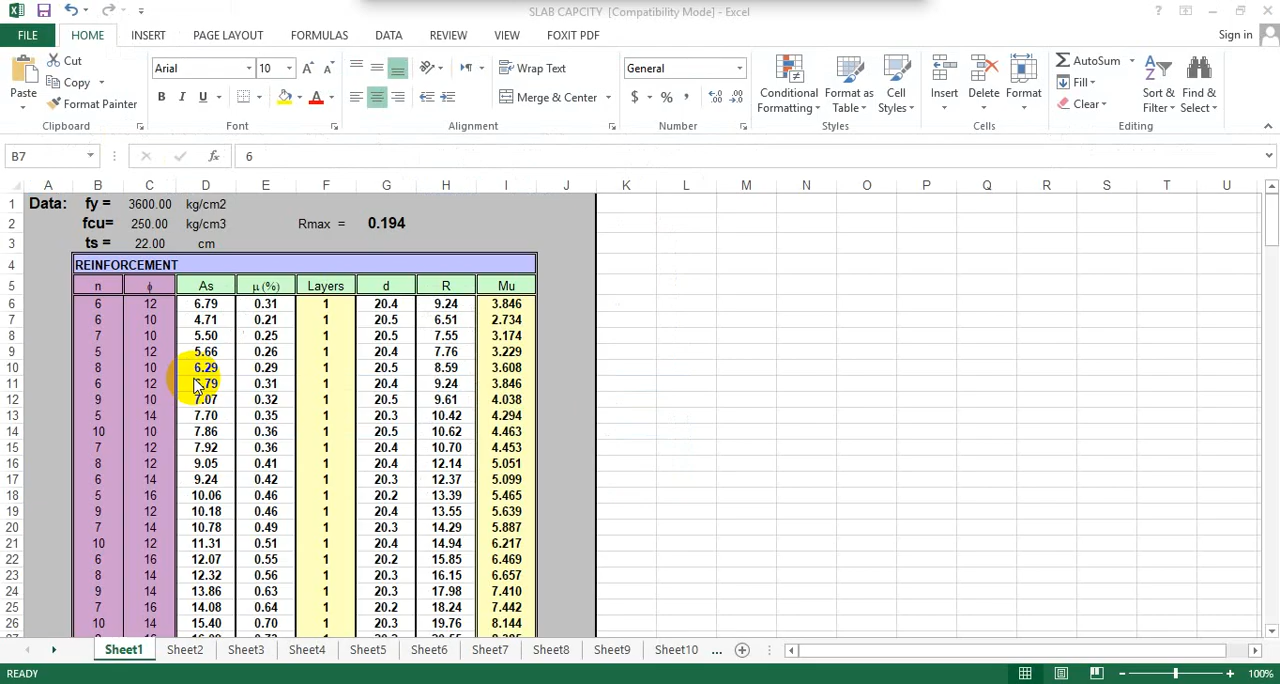 SLAB CAPCITY [Compatibility Mode] - Excel
FILE HOME INSERT PAGE LAYOUT FORMULAS DATA REVIEW VIEW FOXIT PDF Sign in
Cut
Copy
Format Painter
Paste
Clipboard
Arial 10
B I U
Font
Wrap Text
Merge & Center
Alignment
General
$ % ,
Number
Conditional Formatting
Format as Table
Cell Styles
Styles
Insert Delete Format
Cells
AutoSum
Fill
Clear
Sort & Filter
Find & Select
Editing
B7 fx 6
A B C D E F G H I J K L M N O P Q R S T U
1 Data: fy = 3600.00 kg/cm2
2 fcu= 250.00 kg/cm3 Rmax = 0.194
3 ts = 22.00 cm
4 REINFORCEMENT
5 n ϕ As μ (%) Layers d R Mu
6 6 12 6.79 0.31 1 20.4 9.24 3.846
7 6 10 4.71 0.21 1 20.5 6.51 2.734
8 7 10 5.50 0.25 1 20.5 7.55 3.174
9 5 12 5.66 0.26 1 20.4 7.76 3.229
10 8 10 6.29 0.29 1 20.5 8.59 3.608
11 6 12 .79 0.31 1 20.4 9.24 3.846
12 9 10 7.07 0.32 1 20.5 9.61 4.038
13 5 14 7.70 0.35 1 20.3 10.42 4.294
14 10 10 7.86 0.36 1 20.5 10.62 4.463
15 7 12 7.92 0.36 1 20.4 10.70 4.453
16 8 12 9.05 0.41 1 20.4 12.14 5.051
17 6 14 9.24 0.42 1 20.3 12.37 5.099
18 5 16 10.06 0.46 1 20.2 13.39 5.465
19 9 12 10.18 0.46 1 20.4 13.55 5.639
20 7 14 10.78 0.49 1 20.3 14.29 5.887
21 10 12 11.31 0.51 1 20.4 14.94 6.217
22 6 16 12.07 0.55 1 20.2 15.85 6.469
23 8 14 12.32 0.56 1 20.3 16.15 6.657
24 9 14 13.86 0.63 1 20.3 17.98 7.410
25 7 16 14.08 0.64 1 20.2 18.24 7.442
26 10 14 15.40 0.70 1 20.3 19.76 8.144
Sheet1 Sheet2 Sheet3 Sheet4 Sheet5 Sheet6 Sheet7 Sheet8 Sheet9 Sheet10 ...
READY 100%